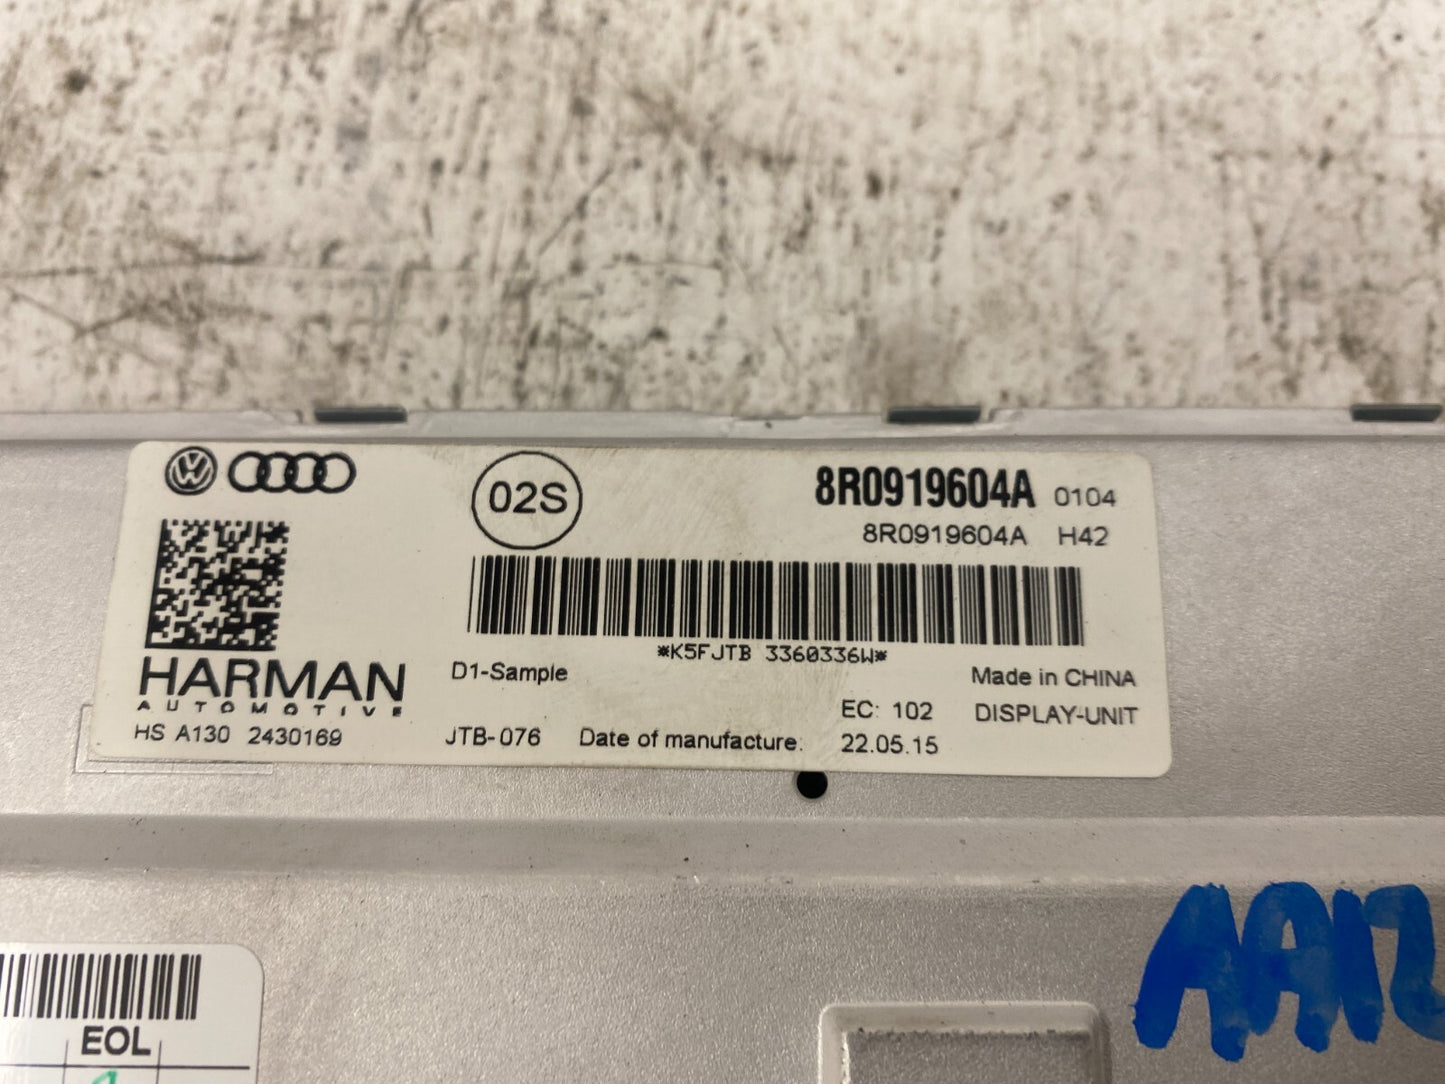 02S
8R0919604A 0104
8R0919604A H42
*K5FJTB 3360336W*
HARMAN
AUTOMOTIVE
D1-Sample
Made in CHINA
EC: 102
DISPLAY-UNIT
HS A130 2430169
JTB-076
Date of manufacture: 22.05.15
EOL
AA12